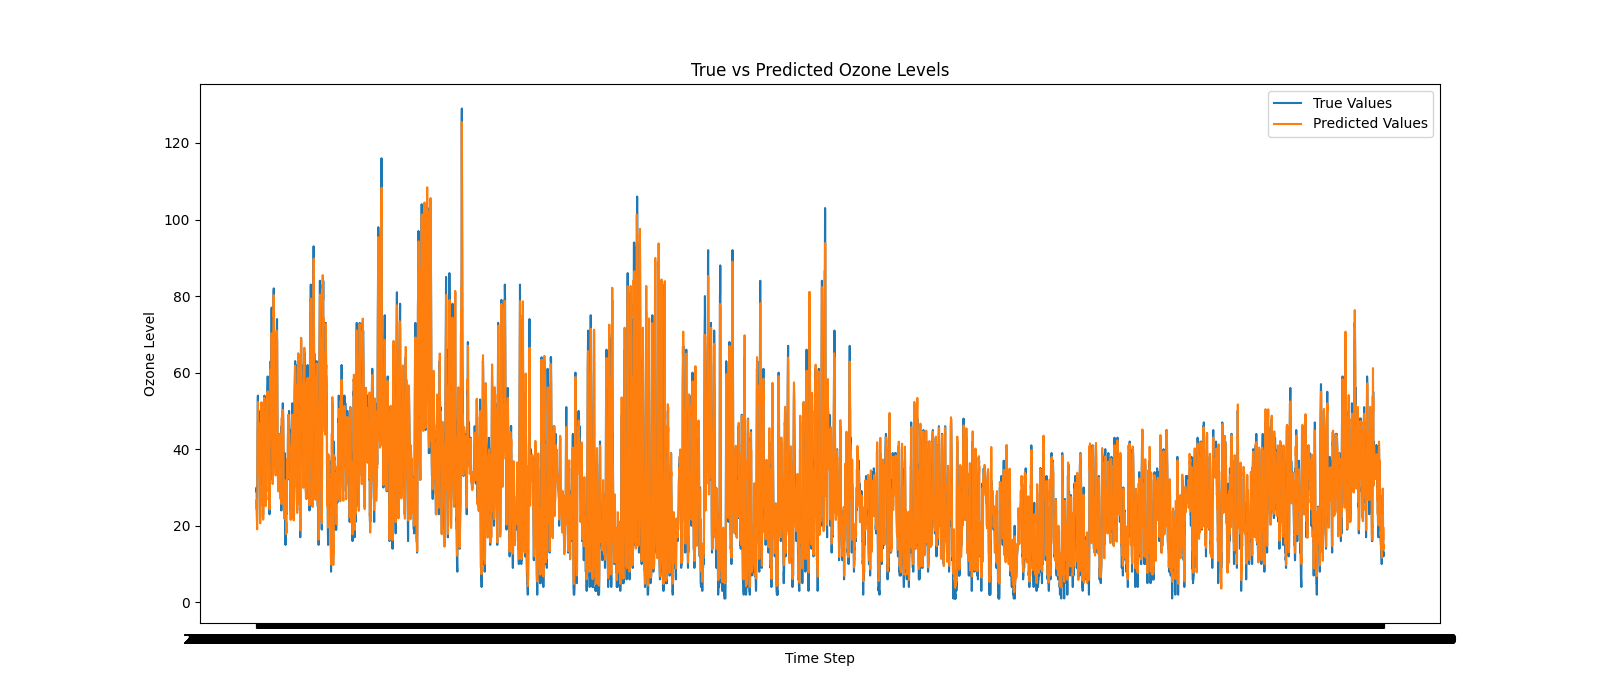 True vs Predicted Ozone Levels
True Values
Predicted Values
120
100
80
60
40
20
0
Ozone Level
Time Step